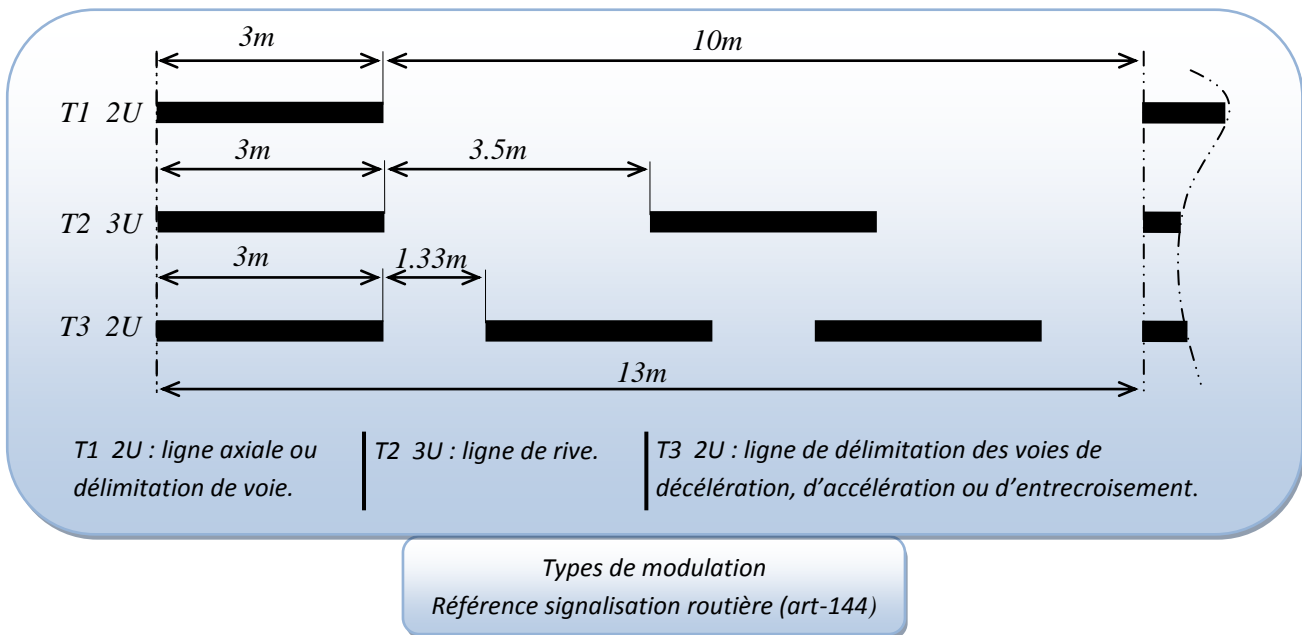 3m
10m
T1 2U
3m
3.5m
T2 3U
3m
1.33m
T3 2U
13m
T1 2U : ligne axiale ou
délimitation de voie.
T2 3U : ligne de rive.
T3 2U : ligne de délimitation des voies de
décélération, d’accélération ou d’entrecroisement.
Types de modulation
Référence signalisation routière (art-144)